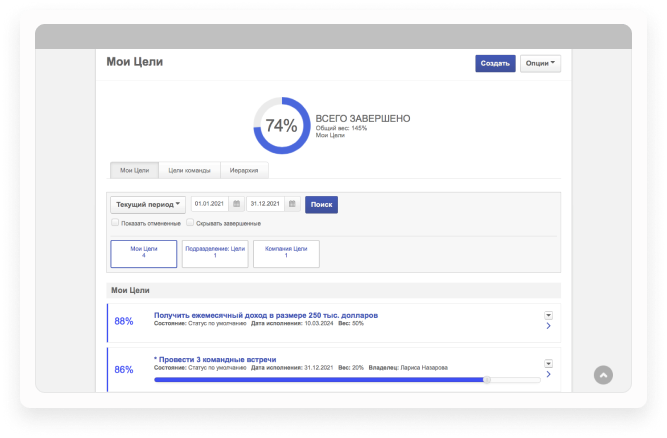 Мои Цели
Создать
Опции
74%
ВСЕГО ЗАВЕРШЕНО
Общий вес: 145%
Мои Цели
Мои Цели
Цели команды
Иерархия
Текущий период
01.01.2021
31.12.2021
Поиск
Показать отмененные
Скрывать завершенные
Мои Цели
4
Подразделение: Цели
1
Компания Цели
1
Мои Цели
88%
Получить ежемесячный доход в размере 250 тыс. долларов
Состояние: Статус по умолчанию Дата исполнения: 10.03.2024 Вес: 50%
86%
* Провести 3 командные встречи
Состояние: Статус по умолчанию Дата исполнения: 31.12.2021 Вес: 20% Владелец: Лариса Назарова